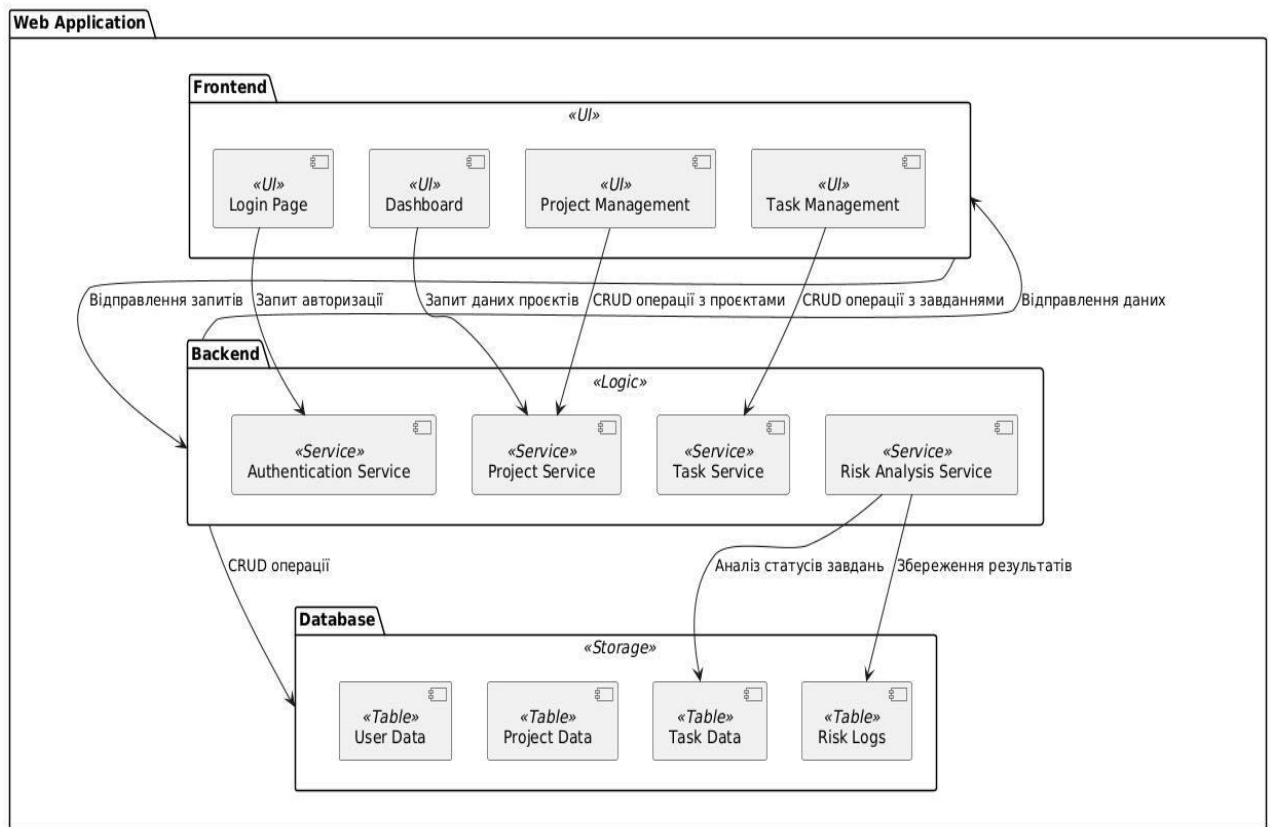 Web Application
Frontend
«UI»
«UI»
Login Page
«UI»
Dashboard
«UI»
Project Management
«UI»
Task Management
Відправлення запитів
Запит авторизації
Запит даних проєктів
CRUD операції з проєктами
CRUD операції з завданнями
Відправлення даних
Backend
«Logic»
«Service»
Authentication Service
«Service»
Project Service
«Service»
Task Service
«Service»
Risk Analysis Service
CRUD операції
Аналіз статусів завдань
Збереження результатів
Database
«Storage»
«Table»
User Data
«Table»
Project Data
«Table»
Task Data
«Table»
Risk Logs